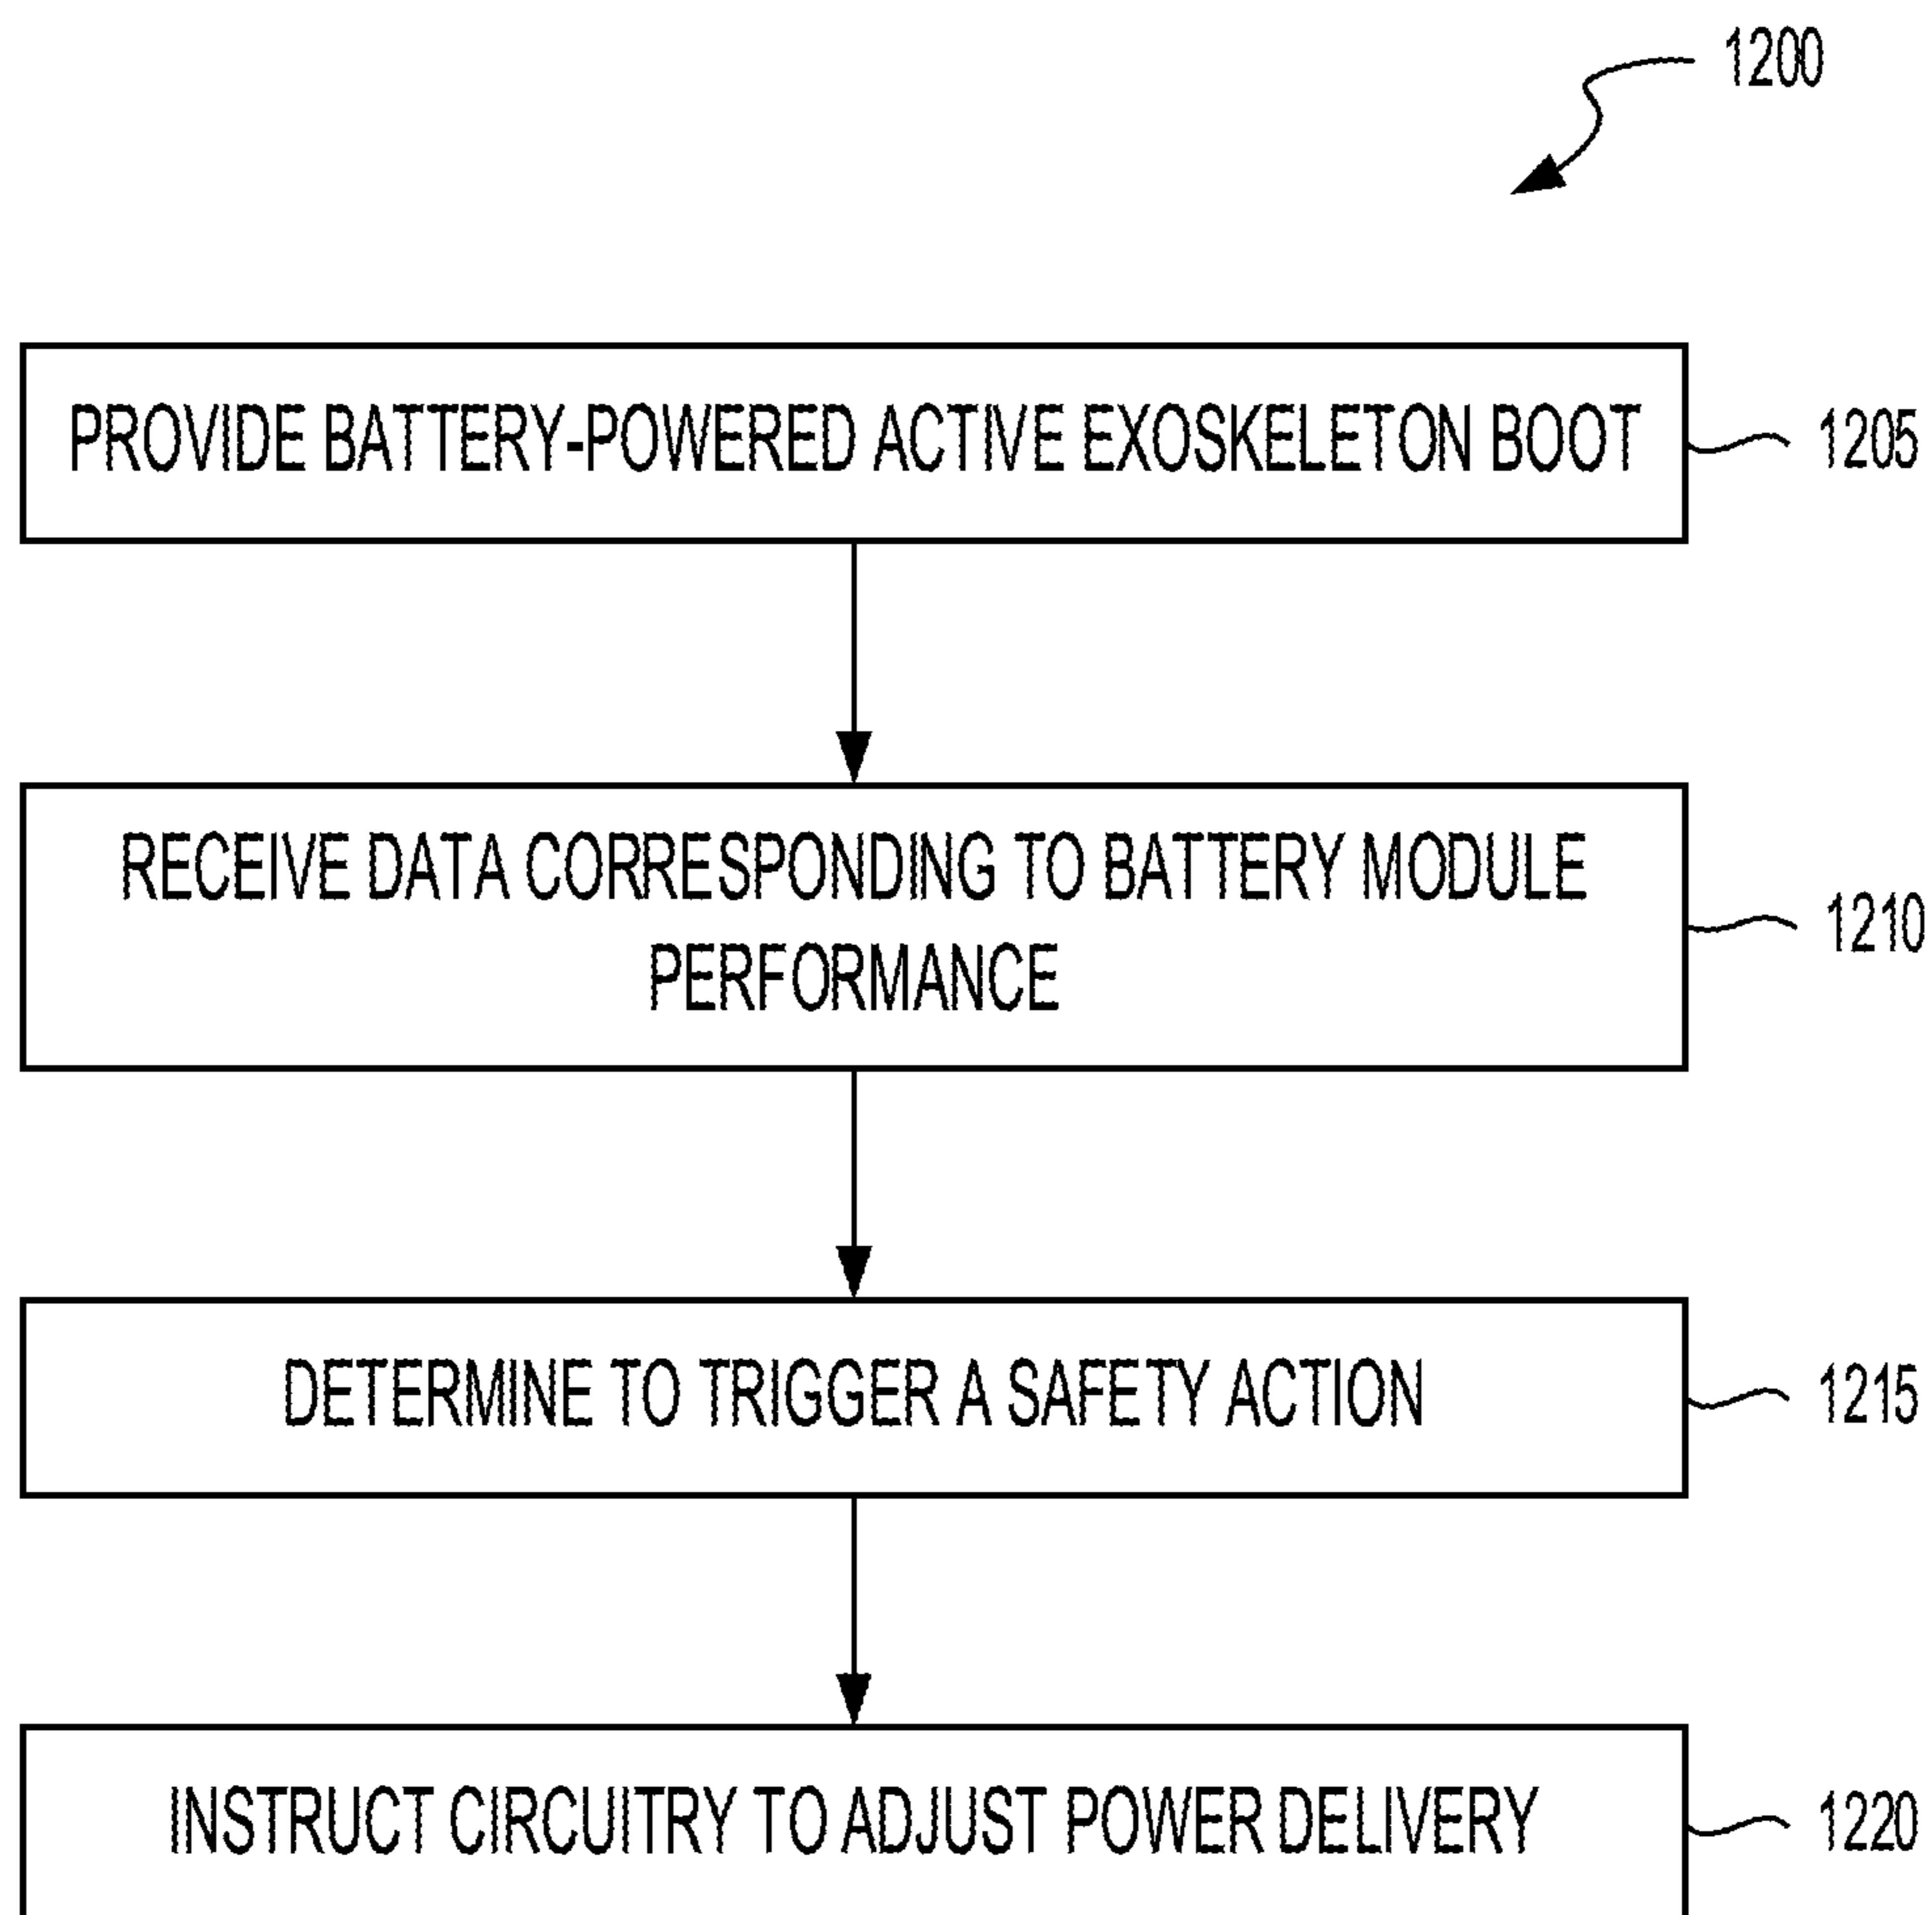 1200
PROVIDE BATTERY-POWERED ACTIVE EXOSKELETON BOOT
1205
RECEIVE DATA CORRESPONDING TO BATTERY MODULE
PERFORMANCE
1210
DETERMINE TO TRIGGER A SAFETY ACTION
1215
INSTRUCT CIRCUITRY TO ADJUST POWER DELIVERY
1220